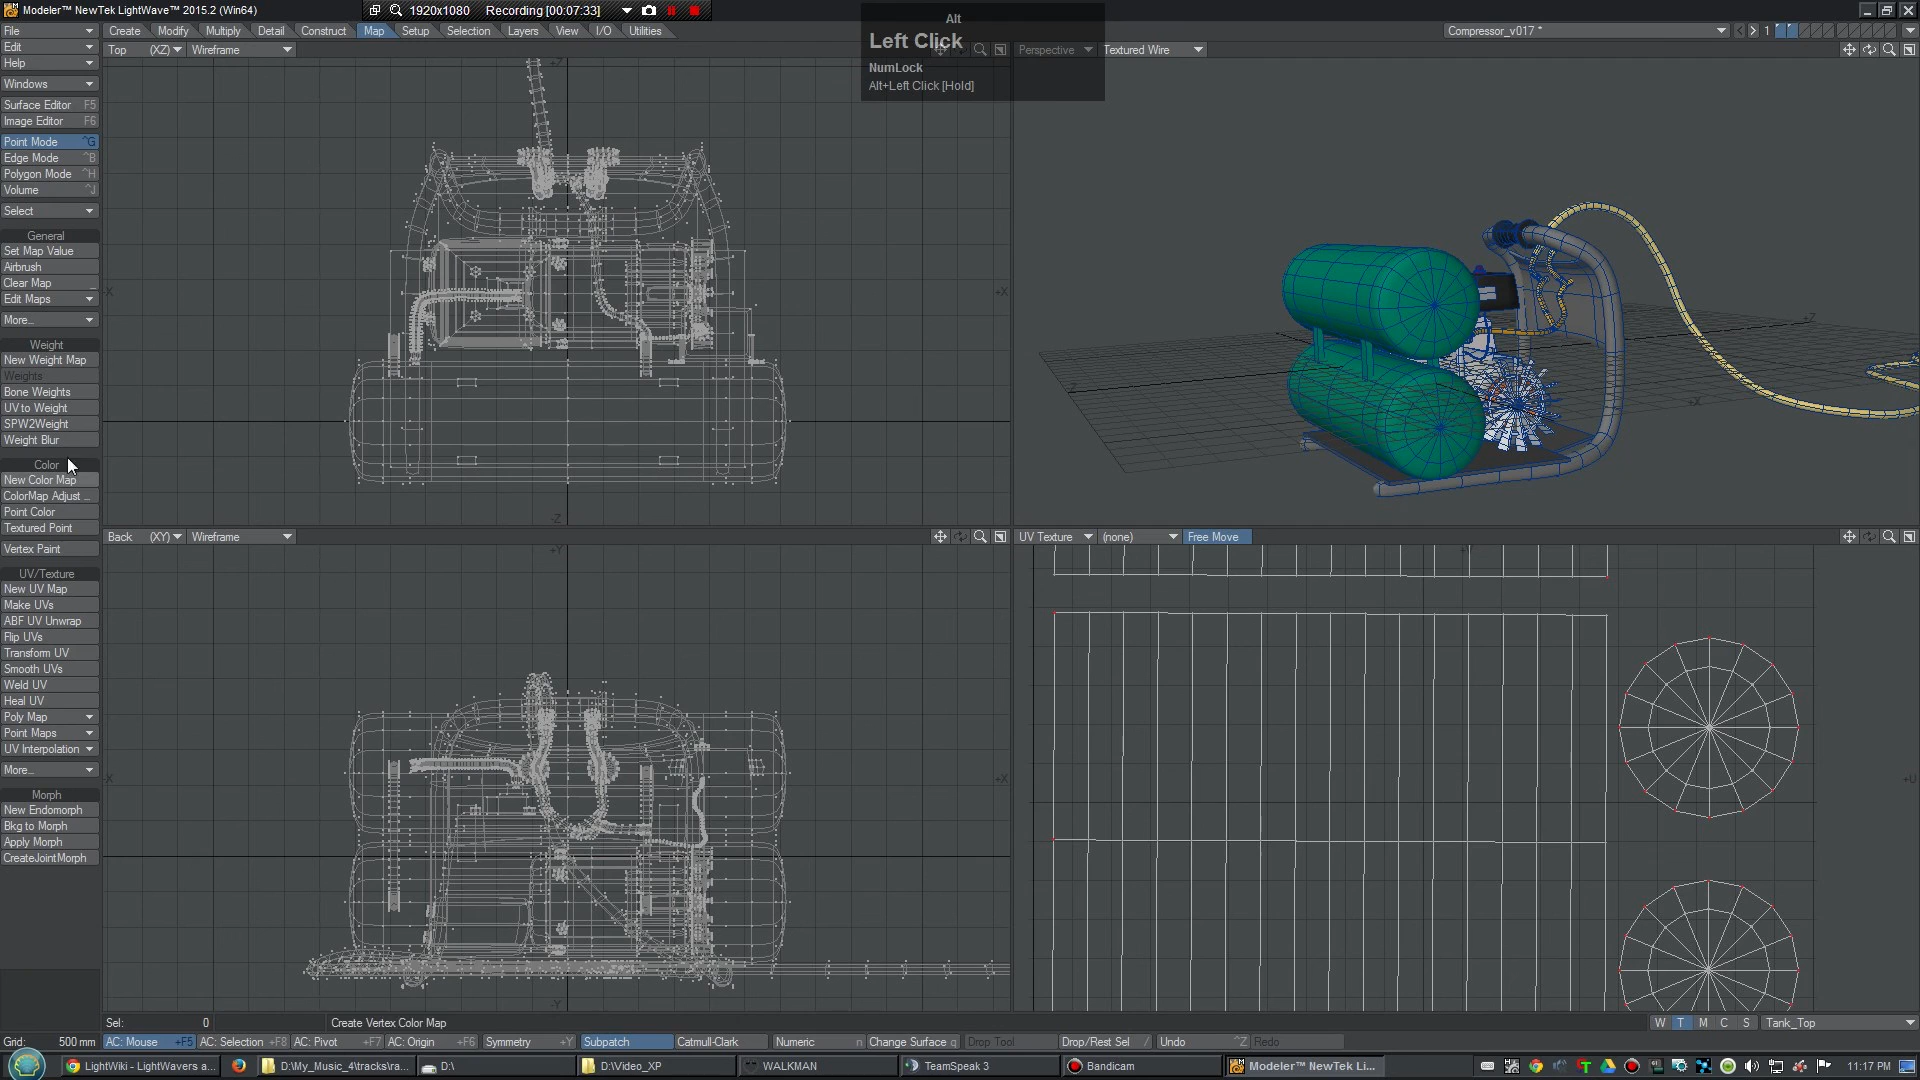 Modeler™ NewTek LightWave™ 2015.2 (Win64)
1920x1080 Recording [00:07:33]
Alt
Left Click
NumLock
Alt+Left Click [Hold]
File
Edit
Help
Windows
Surface Editor F5
Image Editor F6
Point Mode ^G
Edge Mode ^B
Polygon Mode ^H
Volume ^J
Select
General
Set Map Value
Airbrush
Clear Map _
Edit Maps
More...
Weight
New Weight Map
Weights
Bone Weights
UV to Weight
SPW2Weight
Weight Blur
Color
New Color Map
ColorMap Adjust ...
Point Color
Textured Point
Vertex Paint
UV/Texture
New UV Map
Make UVs
ABF UV Unwrap
Flip UVs
Transform UV
Smooth UVs
Weld UV
Heal UV
Poly Map
Point Maps
UV Interpolation
More...
Morph
New Endomorph
Bkg to Morph
Apply Morph
CreateJointMorph
Create Modify Multiply Detail Construct Map Setup Selection Layers View I/O Utilities
Compressor_v017 * 1
Top (XZ) Wireframe
Perspective Textured Wire
Back (XY) Wireframe
UV Texture (none) Free Move
Sel: 0 Create Vertex Color Map
W T M C S Tank_Top
Grid: 500 mm AC: Mouse +F5 AC: Selection +F8 AC: Pivot +F7 AC: Origin +F6 Symmetry +Y Subpatch Catmull-Clark Numeric n Change Surface q Drop Tool Drop/Rest Sel / Undo ^Z Redo
LightWiki - LightWavers a... D:\My_Music_4\tracks\ra... D:\ D:\Video_XP WALKMAN TeamSpeak 3 Bandicam Modeler™ NewTek Li... 11:17 PM